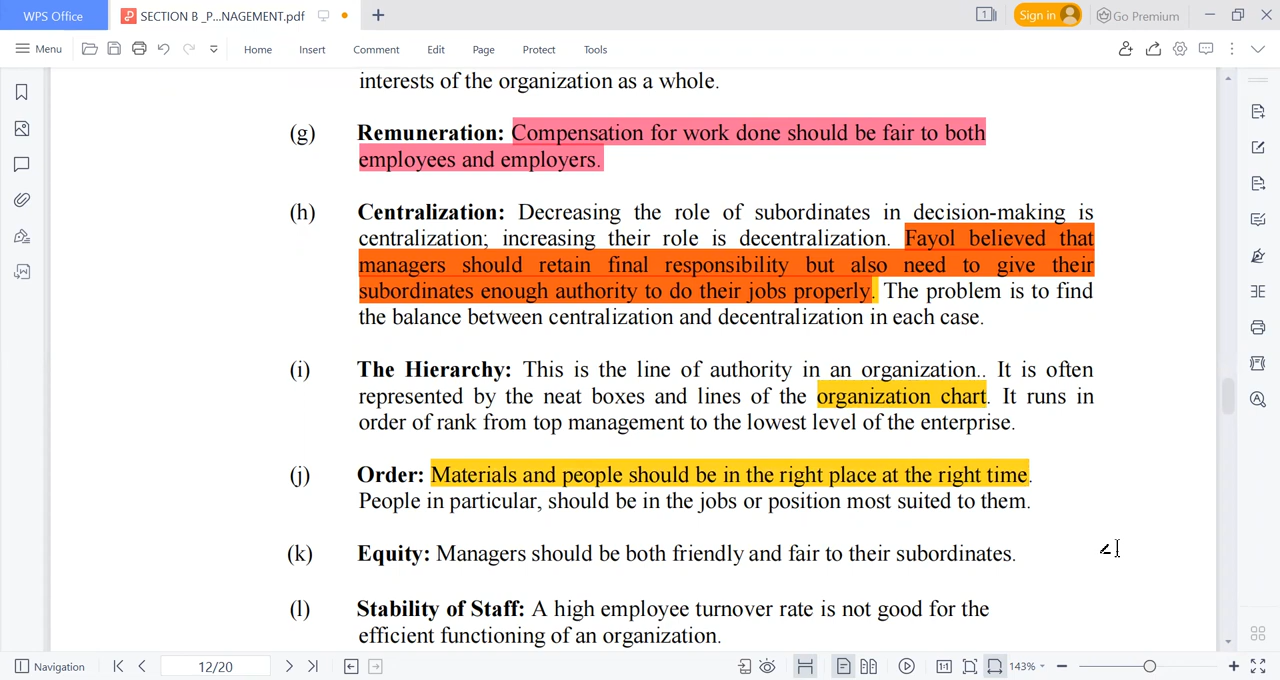 WPS Office
SECTION B _P...NAGEMENT.pdf
1
Sign in
Go Premium
Menu
Home
Insert
Comment
Edit
Page
Protect
Tools
interests of the organization as a whole.
(g) Remuneration: Compensation for work done should be fair to both
employees and employers.
(h) Centralization: Decreasing the role of subordinates in decision-making is
centralization; increasing their role is decentralization. Fayol believed that
managers should retain final responsibility but also need to give their
subordinates enough authority to do their jobs properly. The problem is to find
the balance between centralization and decentralization in each case.
(i) The Hierarchy: This is the line of authority in an organization.. It is often
represented by the neat boxes and lines of the organization chart. It runs in
order of rank from top management to the lowest level of the enterprise.
(j) Order: Materials and people should be in the right place at the right time.
People in particular, should be in the jobs or position most suited to them.
(k) Equity: Managers should be both friendly and fair to their subordinates.
(l) Stability of Staff: A high employee turnover rate is not good for the
efficient functioning of an organization.
Navigation
12/20
1:1
143%